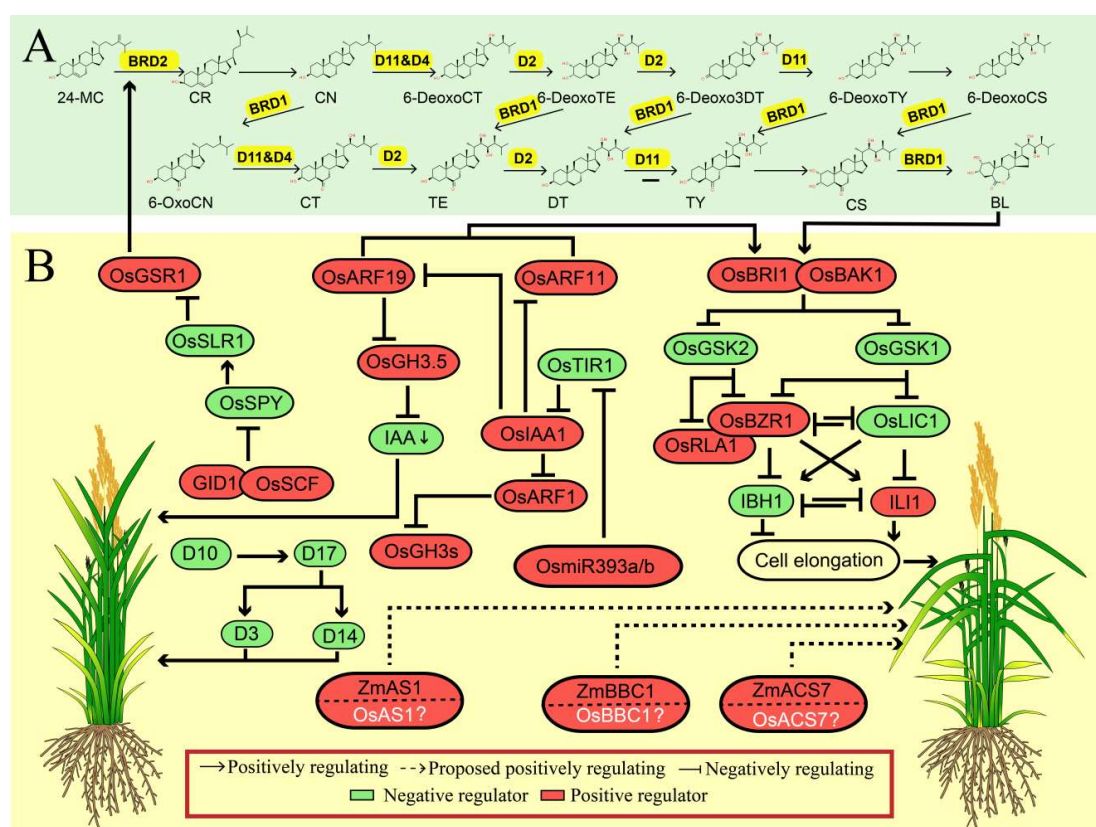 A
BRD2
D11&D4
D2
D2
D11
24-MC
CR
CN
6-DeoxoCT
6-DeoxoTE
6-Deoxo3DT
6-DeoxoTY
6-DeoxoCS
BRD1
BRD1
BRD1
BRD1
BRD1
D11&D4
D2
D2
D11
BRD1
6-OxoCN
CT
TE
DT
TY
CS
BL
B
OsGSR1
OsARF19
OsARF11
OsBRI1
OsBAK1
OsSLR1
OsGH3.5
OsTIR1
OsGSK2
OsGSK1
OsSPY
IAA↓
OsIAA1
OsBZR1
OsLIC1
OsRLA1
GID1
OsSCF
OsARF1
IBH1
ILI1
D10
D17
OsGH3s
OsmiR393a/b
Cell elongation
D3
D14
ZmAS1
OsAS1?
ZmBBC1
OsBBC1?
ZmACS7
OsACS7?
Positively regulating
Proposed positively regulating
Negatively regulating
Negative regulator
Positive regulator